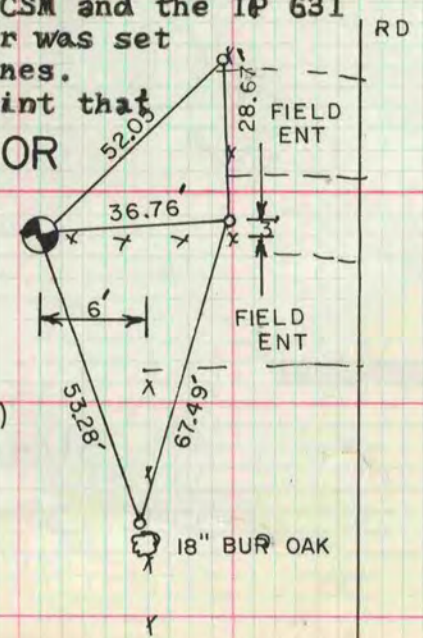 CSM and the IP 631
RD
r was set
nes.
int that
OR
28.67'
52.05'
FIELD
ENT
36.76'
3'
6'
FIELD
ENT
53.28'
67.49'
)
18" BUR OAK